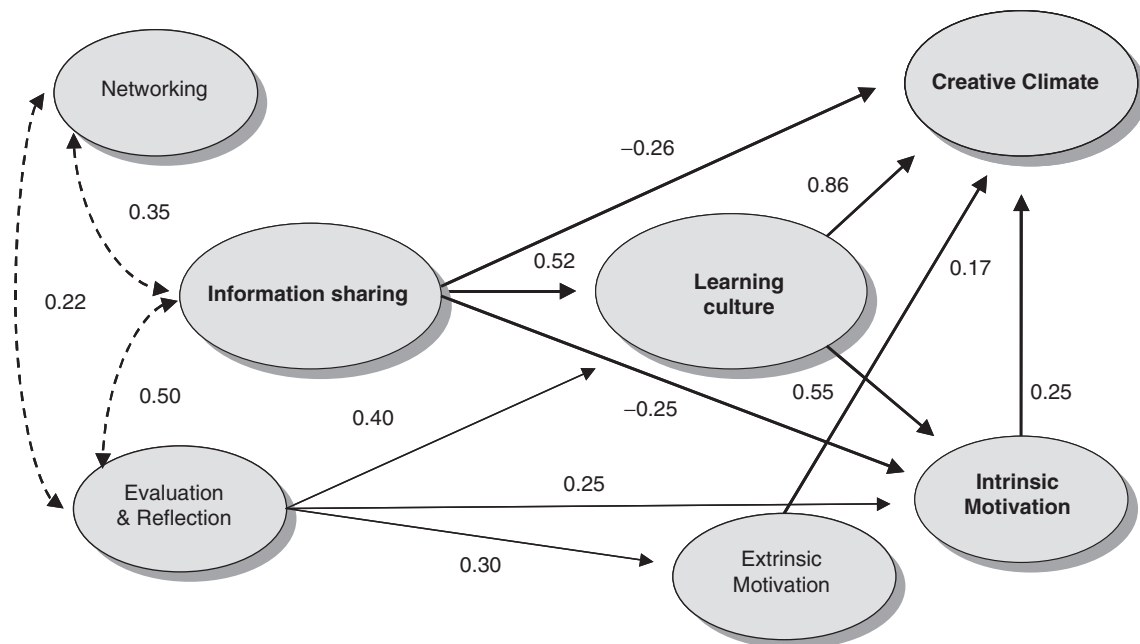 Networking
Creative Climate
−0.26
0.86
0.35
0.52
0.17
Information sharing
Learning
culture
0.22
0.50
0.40
−0.25
0.55
0.25
Evaluation
& Reflection
0.25
Intrinsic
Motivation
0.30
Extrinsic
Motivation